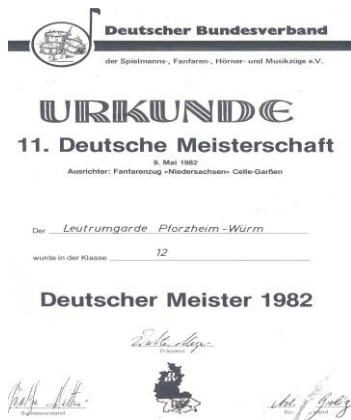 Deutscher Bundesverband
der Spielmanns-, Fanfaren-, Hörner- und Musikzüge e.V.
URKUNDE
11. Deutsche Meisterschaft
9. Mai 1982
Ausrichter: Fanfarenzug »Niedersachsen« Celle-Garßen
Der Leutrumgarde Pforzheim-Würm
wurde in der Klasse 12
Deutscher Meister 1982
Präsident
Bundesvorstand